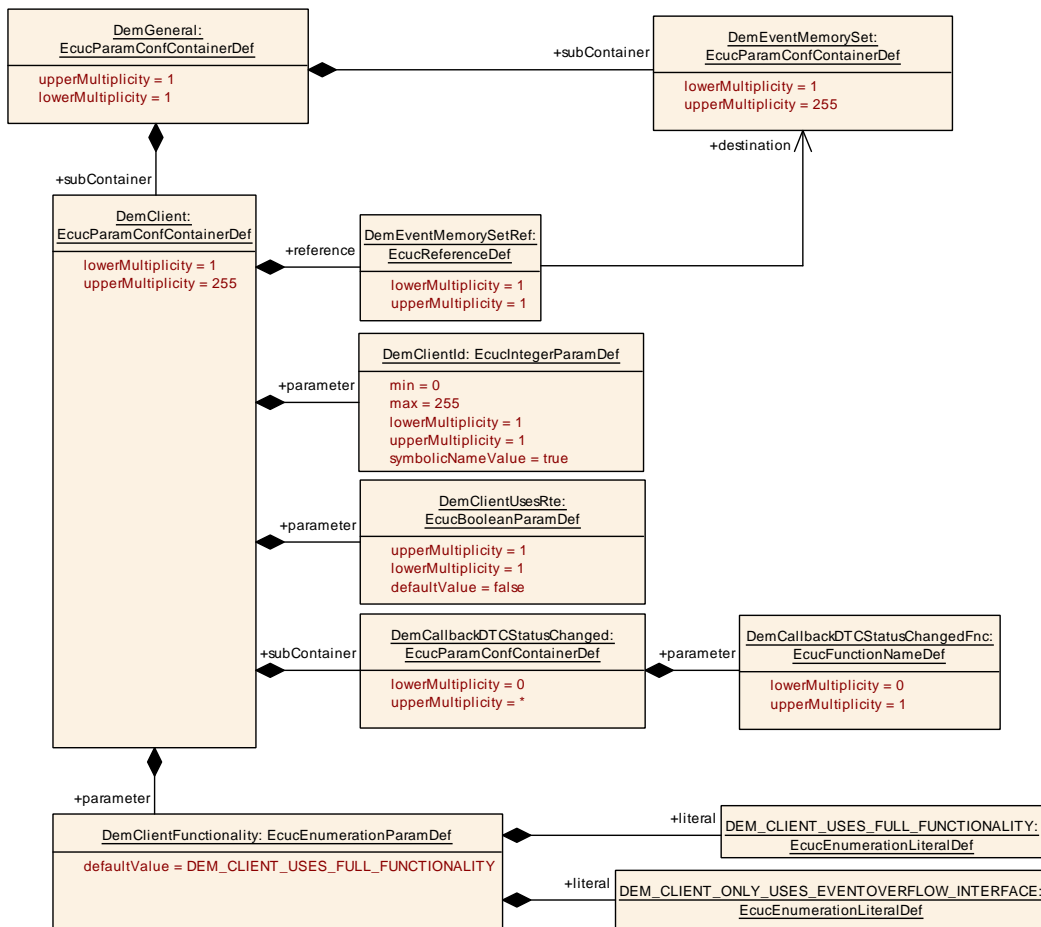 DemGeneral:
EcucParamConfContainerDef
upperMultiplicity = 1
lowerMultiplicity = 1
+subContainer
DemEventMemorySet:
EcucParamConfContainerDef
lowerMultiplicity = 1
upperMultiplicity = 255
+destination
+subContainer
DemClient:
EcucParamConfContainerDef
lowerMultiplicity = 1
upperMultiplicity = 255
+reference
DemEventMemorySetRef:
EcucReferenceDef
lowerMultiplicity = 1
upperMultiplicity = 1
+parameter
DemClientId: EcucIntegerParamDef
min = 0
max = 255
lowerMultiplicity = 1
upperMultiplicity = 1
symbolicNameValue = true
+parameter
DemClientUsesRte:
EcucBooleanParamDef
upperMultiplicity = 1
lowerMultiplicity = 1
defaultValue = false
+subContainer
DemCallbackDTCStatusChanged:
EcucParamConfContainerDef
lowerMultiplicity = 0
upperMultiplicity = *
+parameter
DemCallbackDTCStatusChangedFnc:
EcucFunctionNameDef
lowerMultiplicity = 0
upperMultiplicity = 1
+parameter
DemClientFunctionality: EcucEnumerationParamDef
defaultValue = DEM_CLIENT_USES_FULL_FUNCTIONALITY
+literal
DEM_CLIENT_USES_FULL_FUNCTIONALITY:
EcucEnumerationLiteralDef
+literal
DEM_CLIENT_ONLY_USES_EVENTOVERFLOW_INTERFACE:
EcucEnumerationLiteralDef